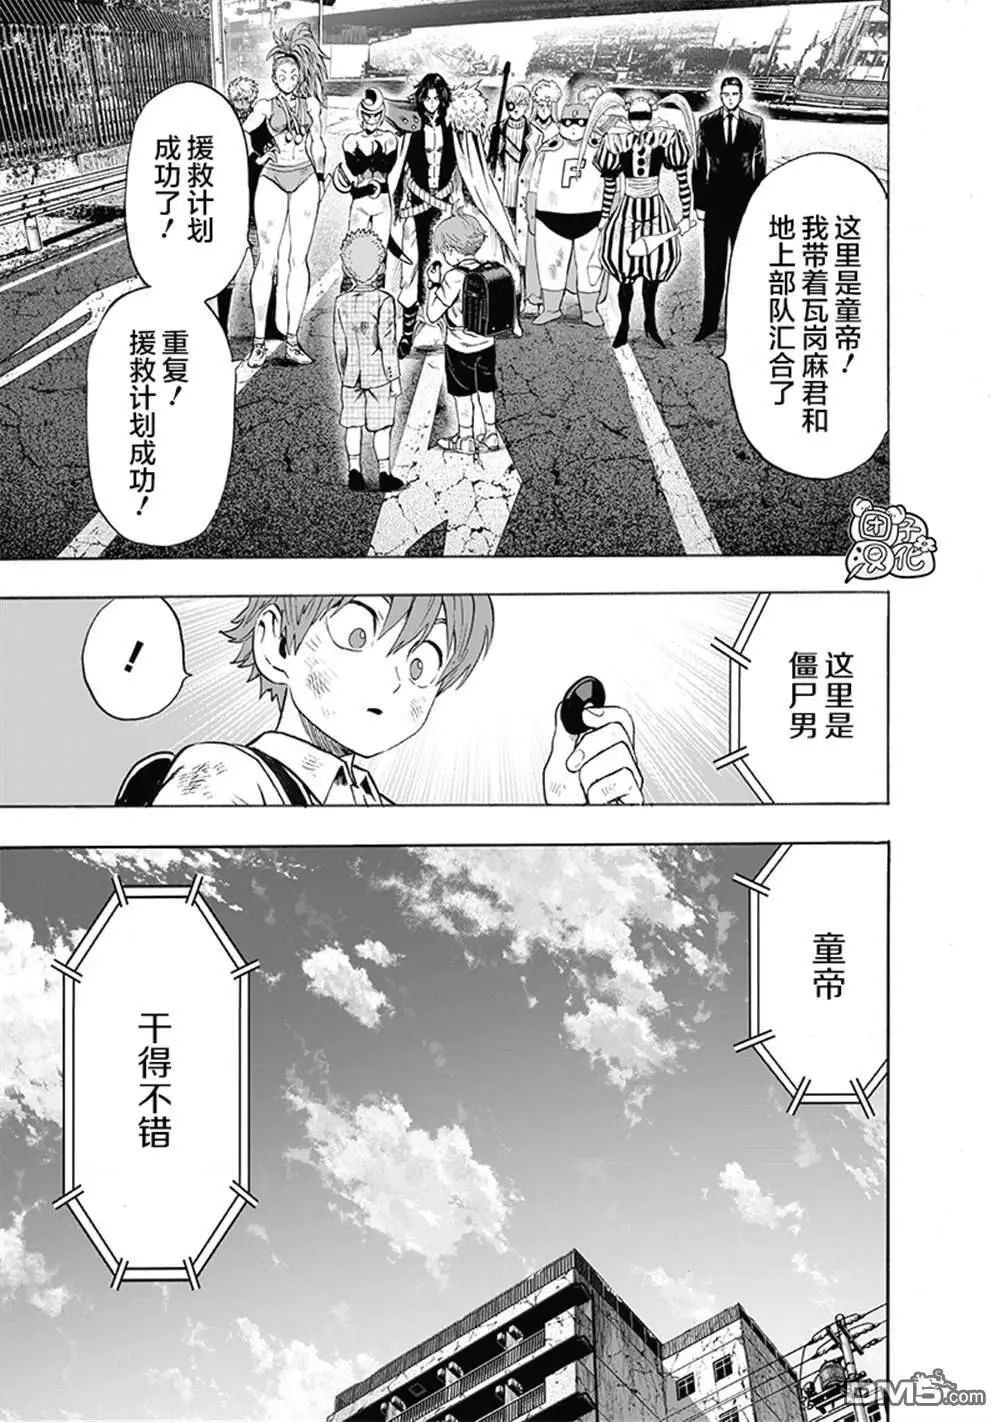 这里是童帝！
我带着瓦岗麻君和
地上部队汇合了
援救计划
成功了！
重复！
援救计划成功！
F
团子
汉化
这里是
僵尸男
！
童帝
干得不错
DM5.com